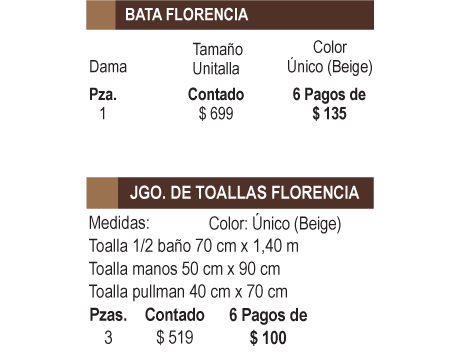 BATA FLORENCIA
Dama Tamaño Unitalla Color Único (Beige)
Pza. Contado 6 Pagos de
1 $ 699 $ 135
JGO. DE TOALLAS FLORENCIA
Medidas: Color: Único (Beige)
Toalla 1/2 baño 70 cm x 1,40 m
Toalla manos 50 cm x 90 cm
Toalla pullman 40 cm x 70 cm
Pzas. Contado 6 Pagos de
3 $ 519 $ 100